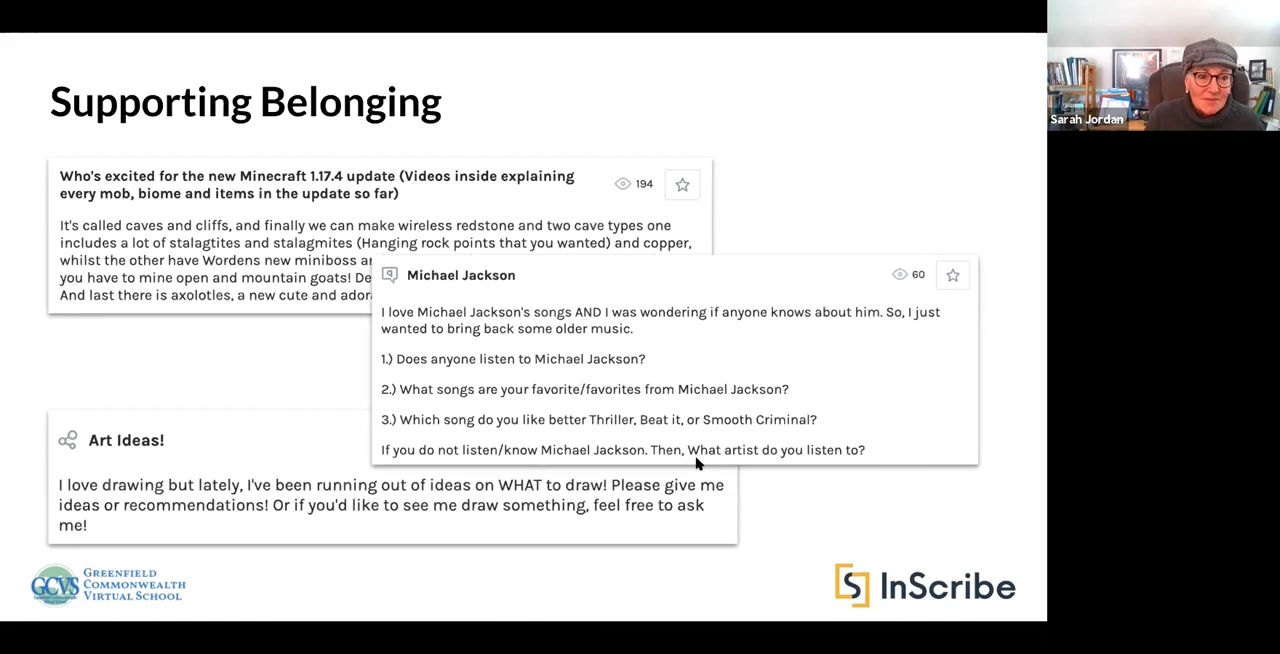 Supporting Belonging
Who's excited for the new Minecraft 1.17.4 update (Videos inside explaining
every mob, biome and items in the update so far)
194
It's called caves and cliffs, and finally we can make wireless redstone and two cave types one
includes a lot of stalagtites and stalagmites (Hanging rock points that you wanted) and copper,
whilst the other have Wordens new miniboss
you have to mine open and mountain goats!
And last there is axolotles, a new cute and
Michael Jackson
60
I love Michael Jackson's songs AND I was wondering if anyone knows about him. So, I just
wanted to bring back some older music.
1.) Does anyone listen to Michael Jackson?
2.) What songs are your favorite/favorites from Michael Jackson?
3.) Which song do you like better Thriller, Beat it, or Smooth Criminal?
If you do not listen/know Michael Jackson. Then, What artist do you listen to?
Art Ideas!
I love drawing but lately, I've been running out of ideas on WHAT to draw! Please give me
ideas or recommendations! Or if you'd like to see me draw something, feel free to ask
me!
GCVS
GREENFIELD
COMMONWEALTH
VIRTUAL SCHOOL
InScribe
Sarah Jordan